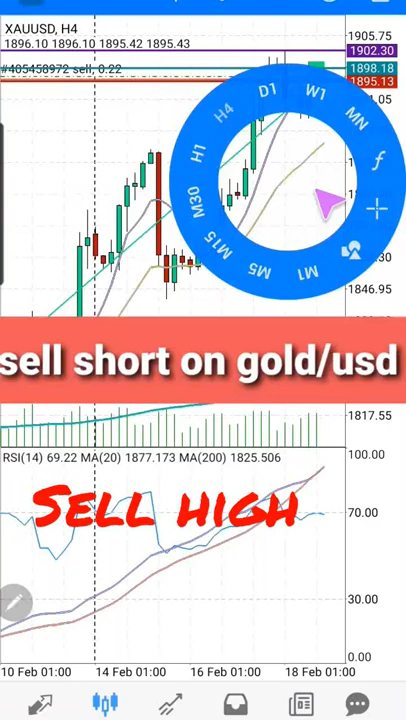 XAUUSD, H4
1896.10 1896.10 1895.42 1895.43
#485458972 sell, 0.22
1905.75
1902.30
1898.18
1895.13
H4
D1
W1
MN
H1
M30
M15
M5
M1
1846.95
sell short on gold/usd
1817.55
RSI(14) 69.22 MA(20) 1877.173 MA(200) 1825.506
100.00
SELL HIGH
70.00
30.00
0.00
10 Feb 01:00
14 Feb 01:00
16 Feb 01:00
18 Feb 01:00